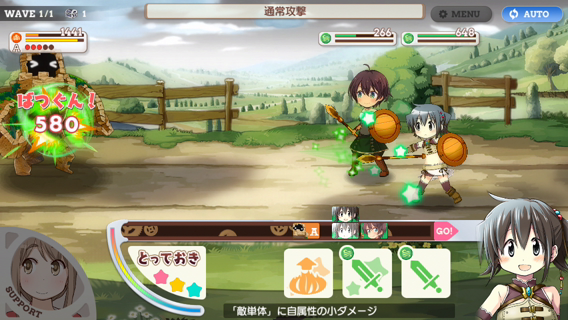 WAVE 1/1
1
通常攻撃
MENU
AUTO
1441
A
266
648
ばつぐん！
580
A
GO!
とっておき
SUPPORT
「敵単体」に自属性の小ダメージ